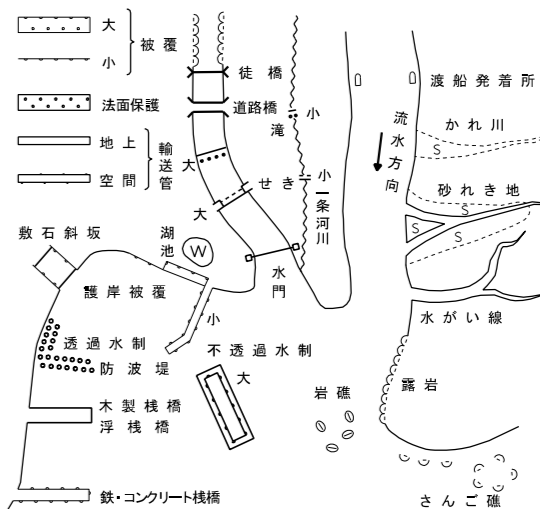 大
小
被覆
法面保護
地上
空間
輸送管
徒橋
道路橋
大
滝
小
せき
大
小
一条河川
流水方向
渡船発着所
かれ川
S
砂れき地
S
S
敷石斜坂
湖池
W
水門
護岸被覆
小
水がい線
透過水制
防波堤
不透過水制
大
木製桟橋
浮桟橋
岩礁
露岩
鉄・コンクリート桟橋
さんご礁